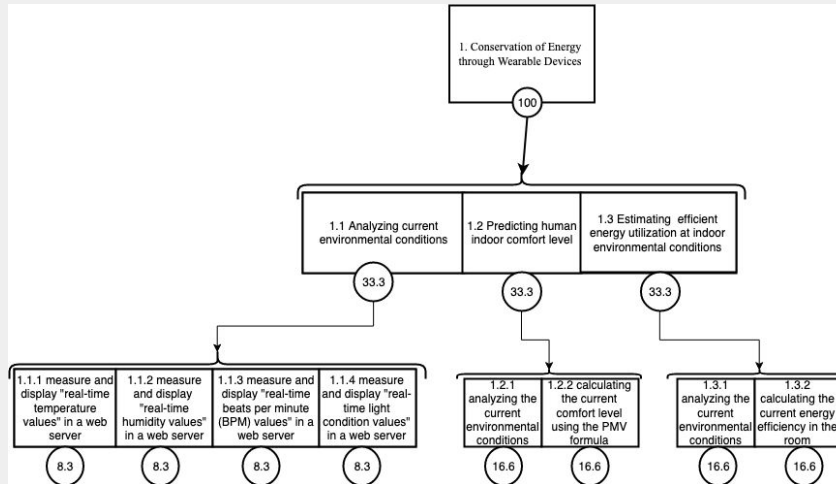 1. Conservation of Energy
through Wearable Devices
100
1.1 Analyzing current
environmental conditions
1.2 Predicting human
indoor comfort level
1.3 Estimating efficient
energy utilization at indoor
environmental conditions
33.3
33.3
33.3
1.1.1 measure and
display "real-time
temperature
values" in a web
server
1.1.2 measure
and display
"real-time
humidity values"
in a web server
1.1.3 measure and
display "real-time
beats per minute
(BPM) values" in a
web server
1.1.4 measure
and display "real-
time light
condition values"
in a web server
1.2.1
analyzing the
current
environmental
conditions
1.2.2 calculating
the current
comfort level
using the PMV
formula
1.3.1
analyzing the
current
environmental
conditions
1.3.2
calculating the
current energy
efficiency in the
room
8.3
8.3
8.3
8.3
16.6
16.6
16.6
16.6